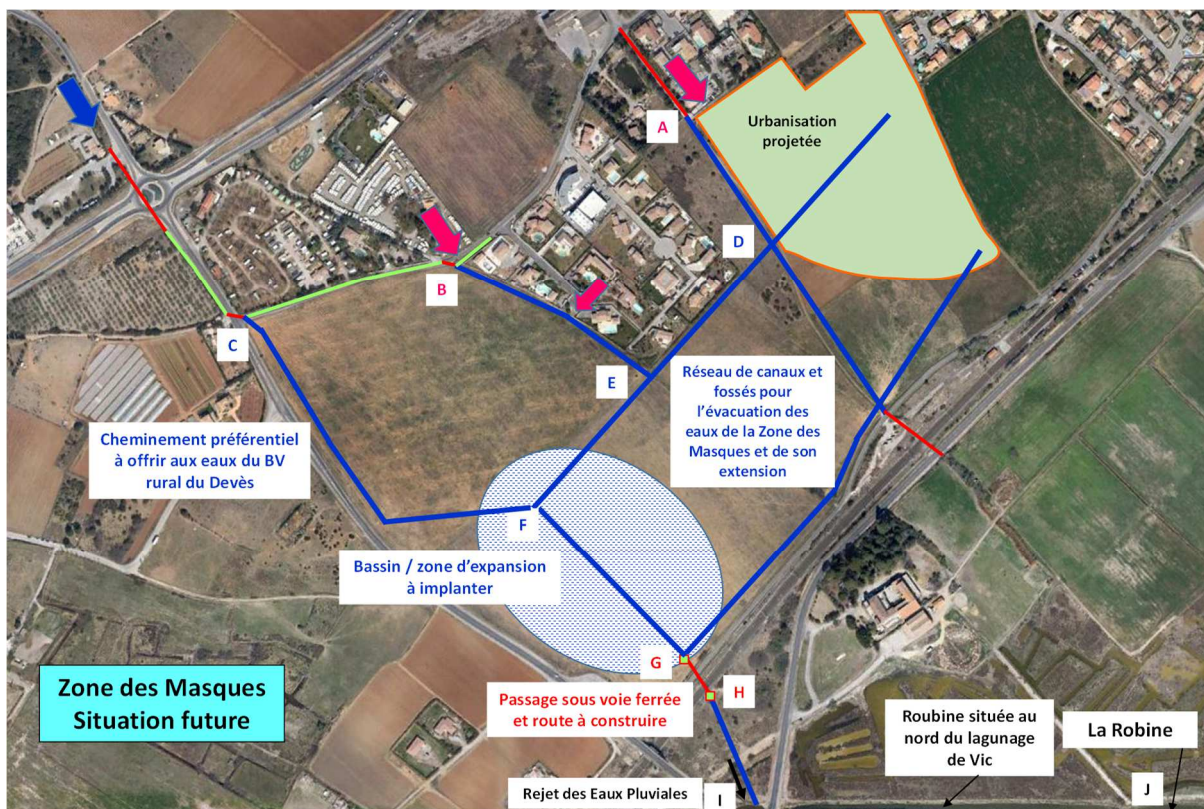 A
Urbanisation
projetée
D
B
C
E
Réseau de canaux et
fossés pour
l'évacuation des
eaux de la Zone des
Masques et de son
extension
Cheminement préférentiel
à offrir aux eaux du BV
rural du Devès
F
Bassin / zone d'expansion
à implanter
G
H
Zone des Masques
Situation future
Passage sous voie ferrée
et route à construire
Roubine située au
nord du lagunage
de Vic
La Robine
Rejet des Eaux Pluviales
I
J